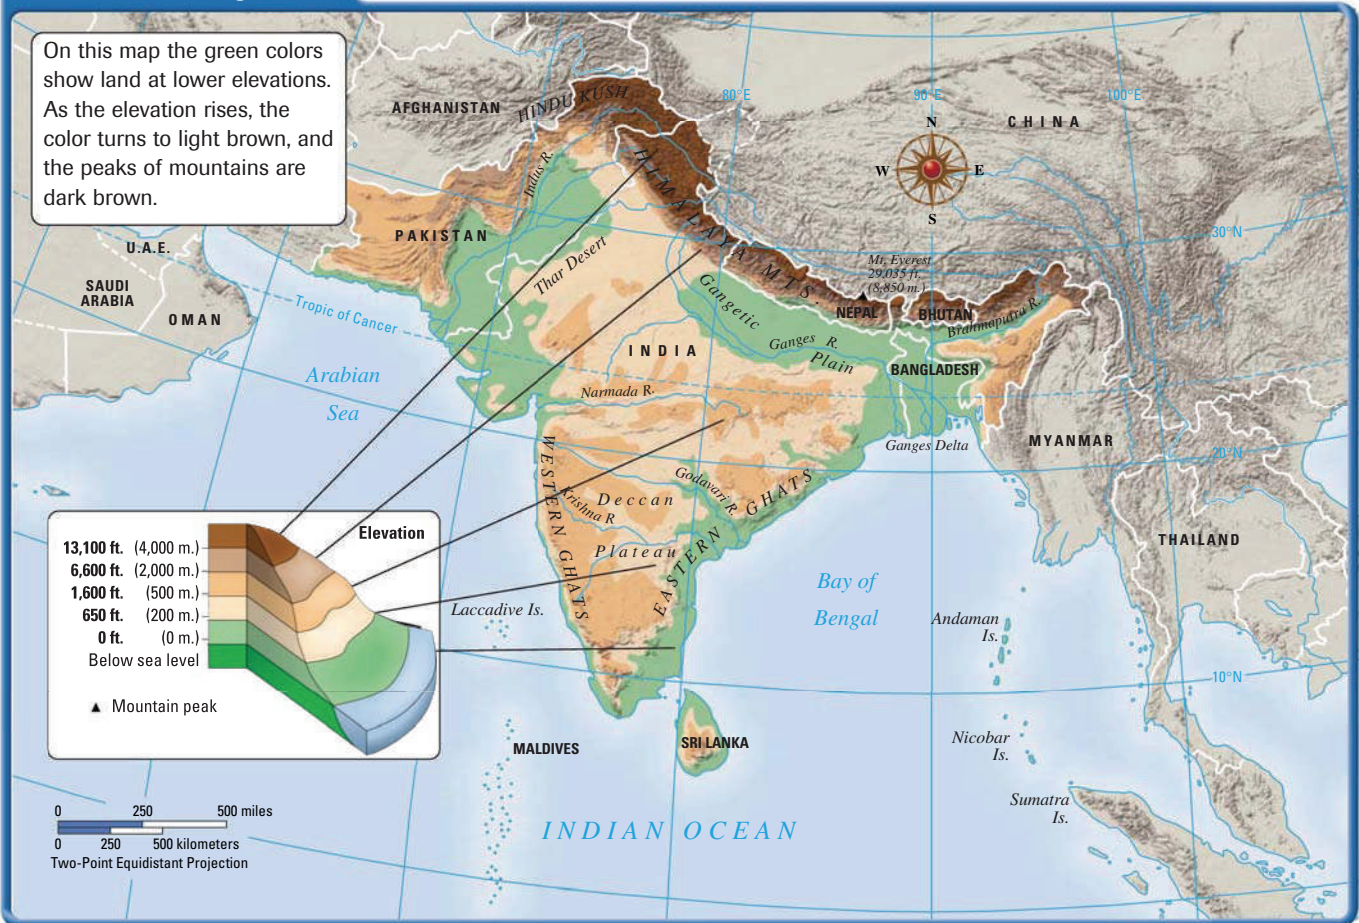 On this map the green colors
show land at lower elevations.
As the elevation rises, the
color turns to light brown, and
the peaks of mountains are
dark brown.
80°E
90°E
100°E
AFGHANISTAN
HINDU KUSH
CHINA
N
W
E
S
Indus R.
HIMALAYA MTS.
30°N
PAKISTAN
U.A.E.
Thar Desert
Mt. Everest
29,035 ft.
(8,850 m.)
SAUDI
ARABIA
OMAN
Tropic of Cancer
Gangetic
Plain
NEPAL
BHUTAN
Brahmaputra R.
Ganges R.
INDIA
BANGLADESH
Arabian
Sea
Narmada R.
Ganges Delta
MYANMAR
20°N
WESTERN GHATS
Godavari R.
EASTERN GHATS
Krishna R
Deccan
Plateau
THAILAND
Elevation
13,100 ft. (4,000 m.)
6,600 ft. (2,000 m.)
1,600 ft. (500 m.)
650 ft. (200 m.)
0 ft. (0 m.)
Below sea level
▲ Mountain peak
Laccadive Is.
Bay of
Bengal
Andaman
Is.
10°N
MALDIVES
SRI LANKA
Nicobar
Is.
Sumatra
Is.
INDIAN OCEAN
0 250 500 miles
0 250 500 kilometers
Two-Point Equidistant Projection